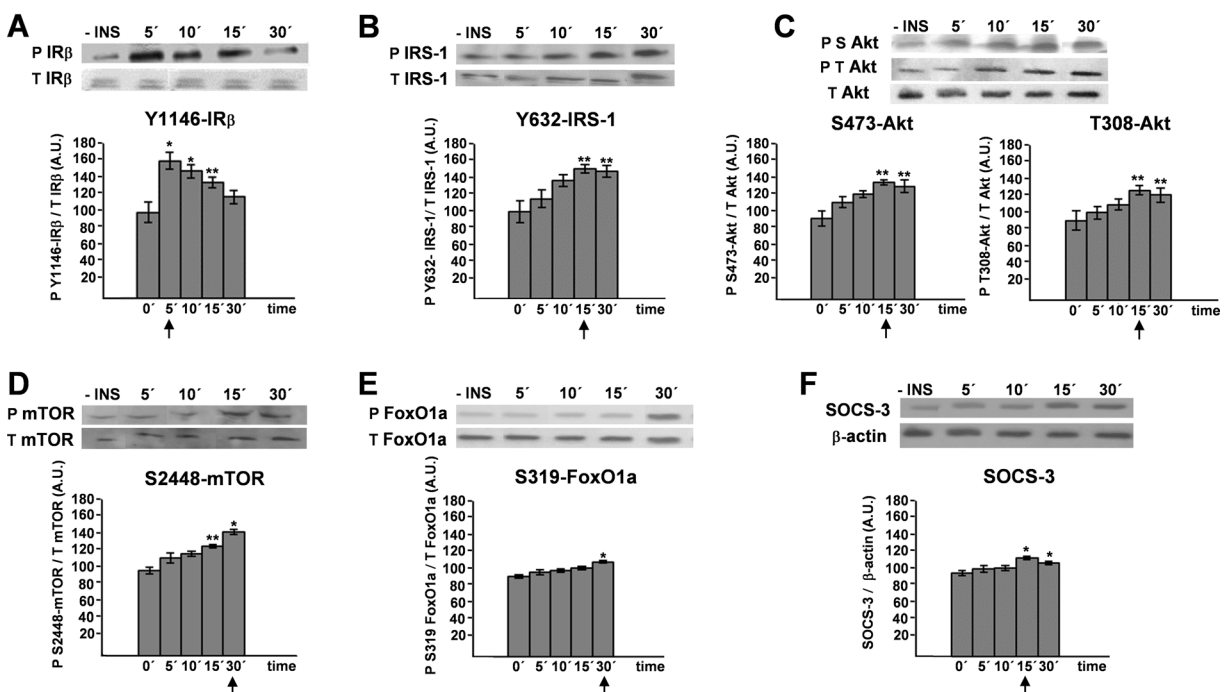 A
- INS 5´ 10´ 15´ 30´
P IRβ
T IRβ
Y1146-IRβ
P Y1146-IRβ / T IRβ (A.U.)
180
160
140
120
100
80
60
40
20
* * **
0´ 5´ 10´ 15´ 30´ time
B
- INS 5´ 10´ 15´ 30´
P IRS-1
T IRS-1
Y632-IRS-1
P Y632- IRS-1/ T IRS-1 (A.U.)
180
160
140
120
100
80
60
40
20
** **
0´ 5´ 10´ 15´ 30´ time
C
- INS 5´ 10´ 15´ 30´
P S Akt
P T Akt
T Akt
S473-Akt
P S473-Akt / T Akt (A.U.)
180
160
140
120
100
80
60
40
20
** **
0´ 5´ 10´ 15´ 30´ time
T308-Akt
P T308-Akt / T Akt (A.U.)
180
160
140
120
100
80
60
40
20
** **
0´ 5´ 10´ 15´ 30´ time
D
- INS 5´ 10´ 15´ 30´
P mTOR
T mTOR
S2448-mTOR
P S2448-mTOR / T mTOR (A.U.)
180
160
140
120
100
80
60
40
20
** *
0´ 5´ 10´ 15´ 30´ time
E
- INS 5´ 10´ 15´ 30´
P FoxO1a
T FoxO1a
S319-FoxO1a
P S319 FoxO1a / T FoxO1a (A.U.)
180
160
140
120
100
80
60
40
20
*
0´ 5´ 10´ 15´ 30´ time
F
- INS 5´ 10´ 15´ 30´
SOCS-3
β-actin
SOCS-3
SOCS-3 / β-actin (A.U.)
180
160
140
120
100
80
60
40
20
* *
0´ 5´ 10´ 15´ 30´ time